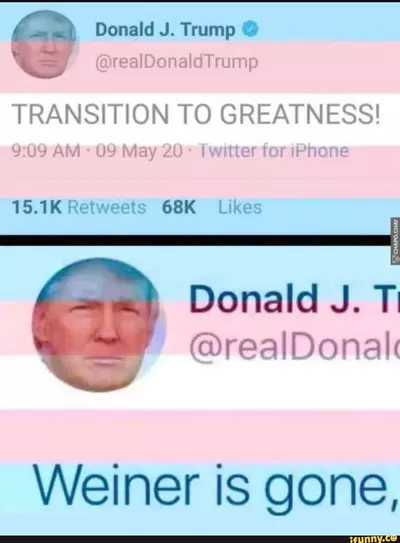 Donald J. Trump
@realDonaldTrump
TRANSITION TO GREATNESS!
9:09 AM · 09 May 20 · Twitter for iPhone
15.1K Retweets 68K Likes
Donald J. T
@realDonal
Weiner is gone,
ifunny.co